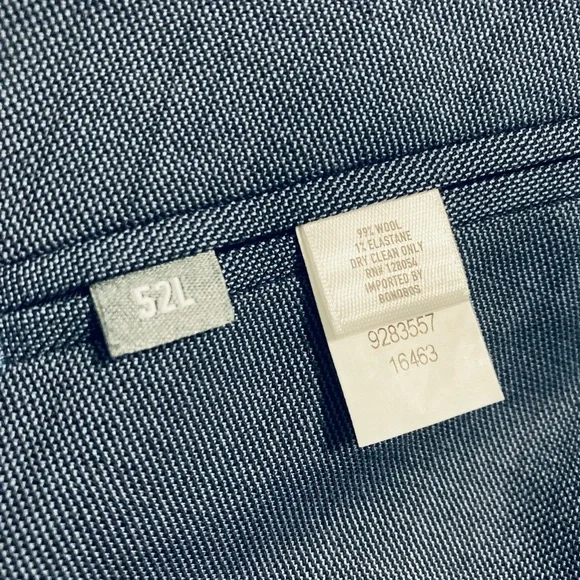 52L
99% WOOL
1% ELASTANE
DRY CLEAN ONLY
RN# 128054
IMPORTED BY
BONOBOS
9283557
16463